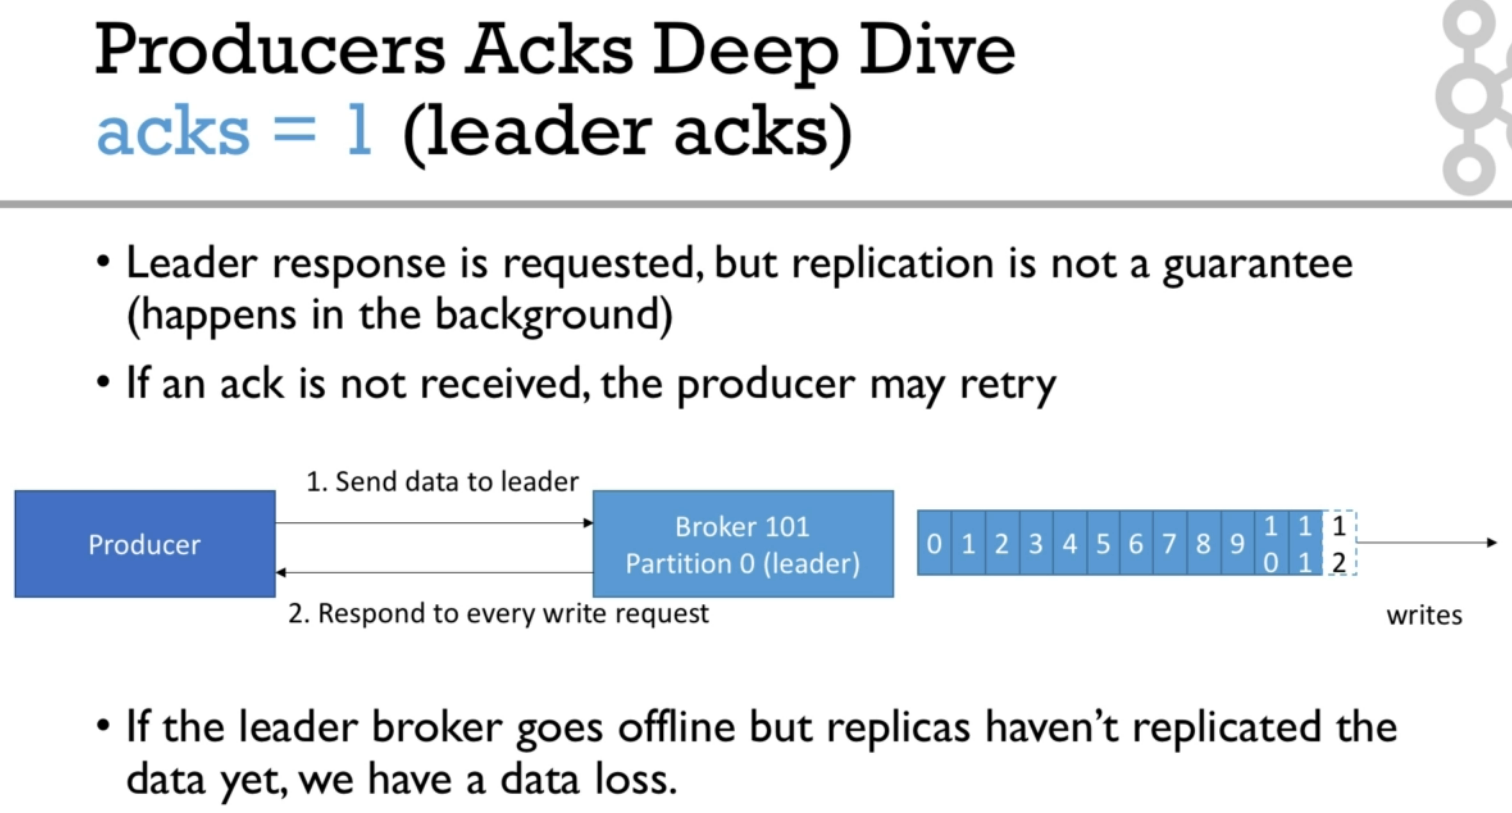 Producers Acks Deep Dive
acks = 1 (leader acks)
• Leader response is requested, but replication is not a guarantee
(happens in the background)
• If an ack is not received, the producer may retry
1. Send data to leader
Producer
Broker 101
Partition 0 (leader)
0 1 2 3 4 5 6 7 8 9 10 11 12
2. Respond to every write request
writes
• If the leader broker goes offline but replicas haven’t replicated the
data yet, we have a data loss.